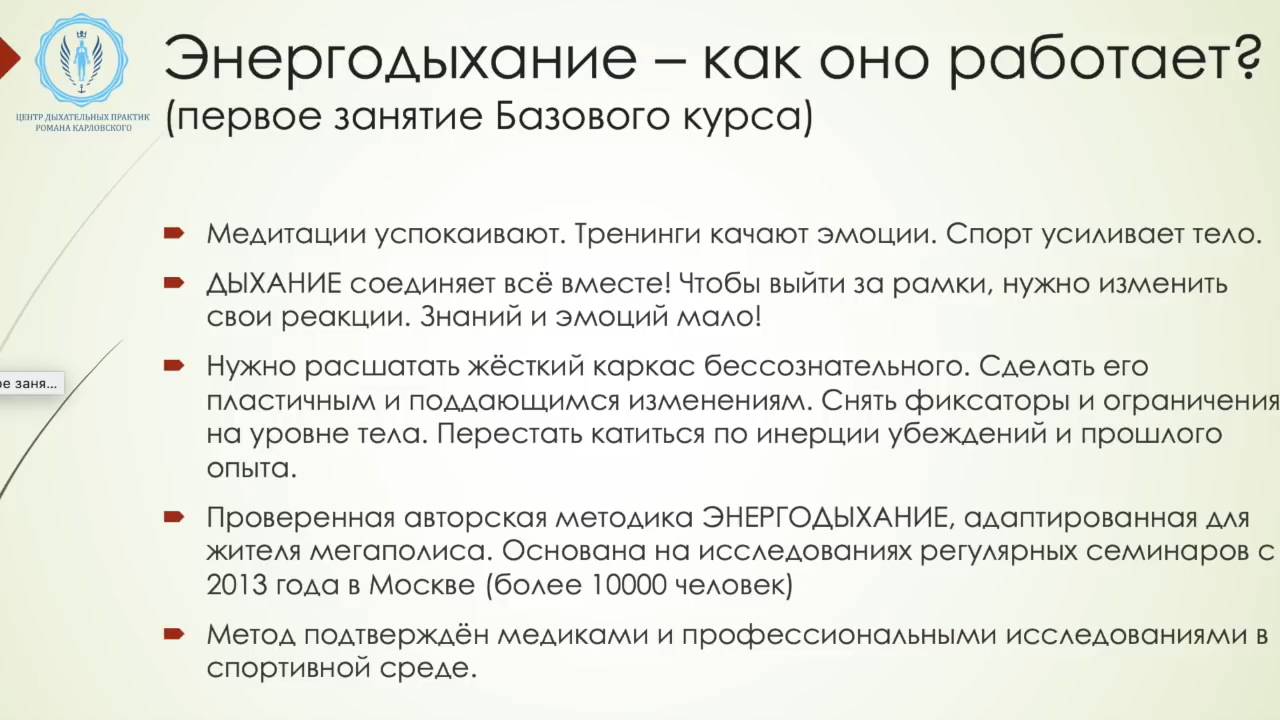 ЦЕНТР ДЫХАТЕЛЬНЫХ ПРАКТИК
РОМАНА КАРЛОВСКОГО
Энергодыхание – как оно работает?
(первое занятие Базового курса)
Медитации успокаивают. Тренинги качают эмоции. Спорт усиливает тело.
ДЫХАНИЕ соединяет всё вместе! Чтобы выйти за рамки, нужно изменить
свои реакции. Знаний и эмоций мало!
Нужно расшатать жёсткий каркас бессознательного. Сделать его
пластичным и поддающимся изменениям. Снять фиксаторы и ограничения
на уровне тела. Перестать катиться по инерции убеждений и прошлого
опыта.
Проверенная авторская методика ЭНЕРГОДЫХАНИЕ, адаптированная для
жителя мегаполиса. Основана на исследованиях регулярных семинаров с
2013 года в Москве (более 10000 человек)
Метод подтверждён медиками и профессиональными исследованиями в
спортивной среде.
ое заня...